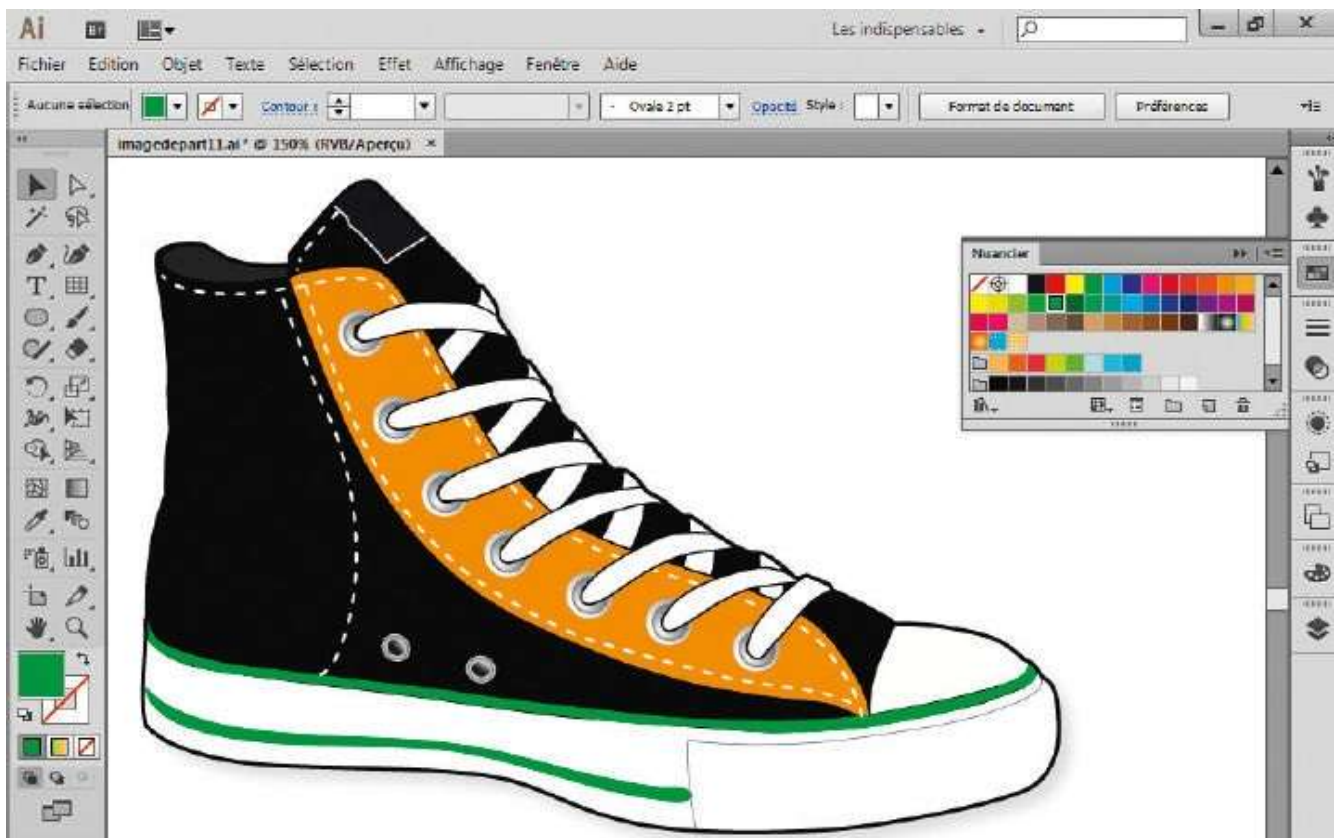 Ai Br Les indispensables
Fichier Edition Objet Texte Sélection Effet Affichage Fenêtre Aide
Aucune sélection Contour : Ovale 2 pt Opacité Style : Format de document Préférences
imagedepart11.ai* @ 150% (RVB/Aperçu) ×
Nuancier
T